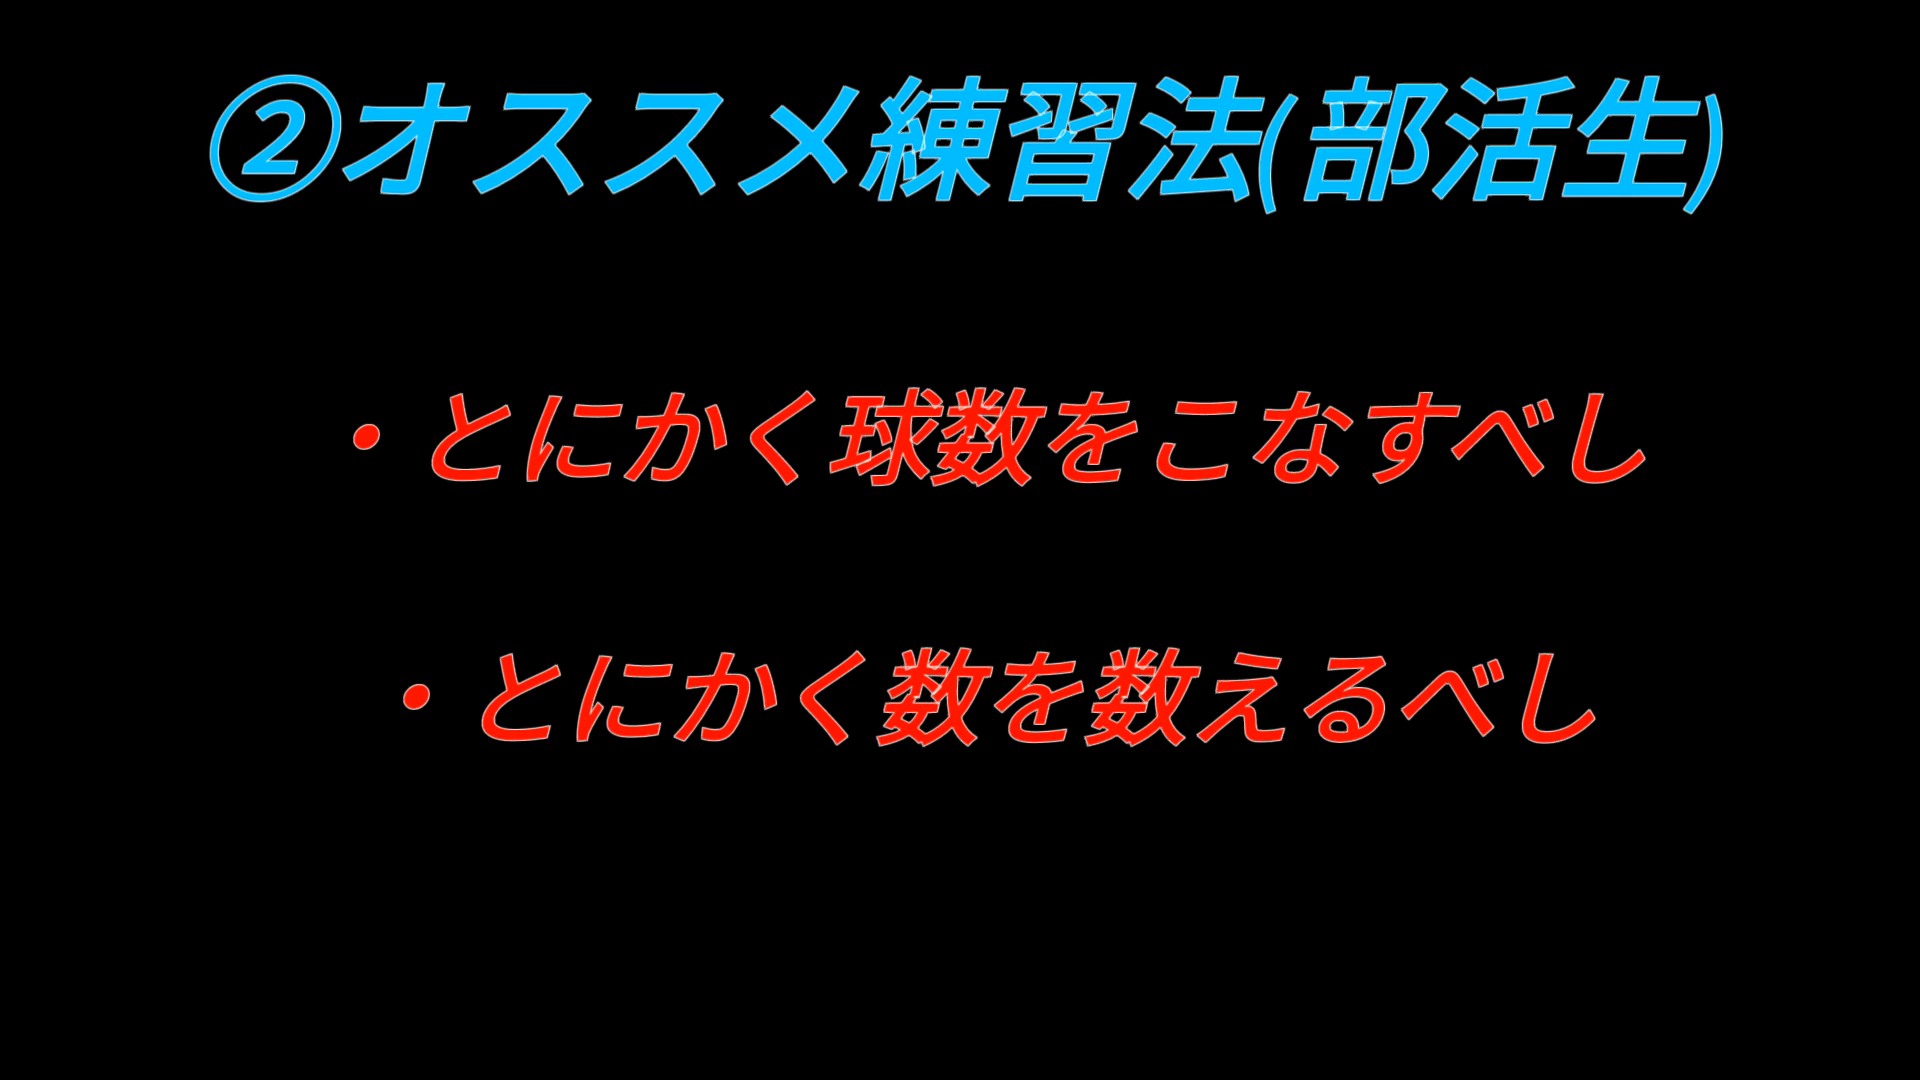 ②オススメ練習法(部活生)
・とにかく球数をこなすべし
・とにかく数を数えるべし